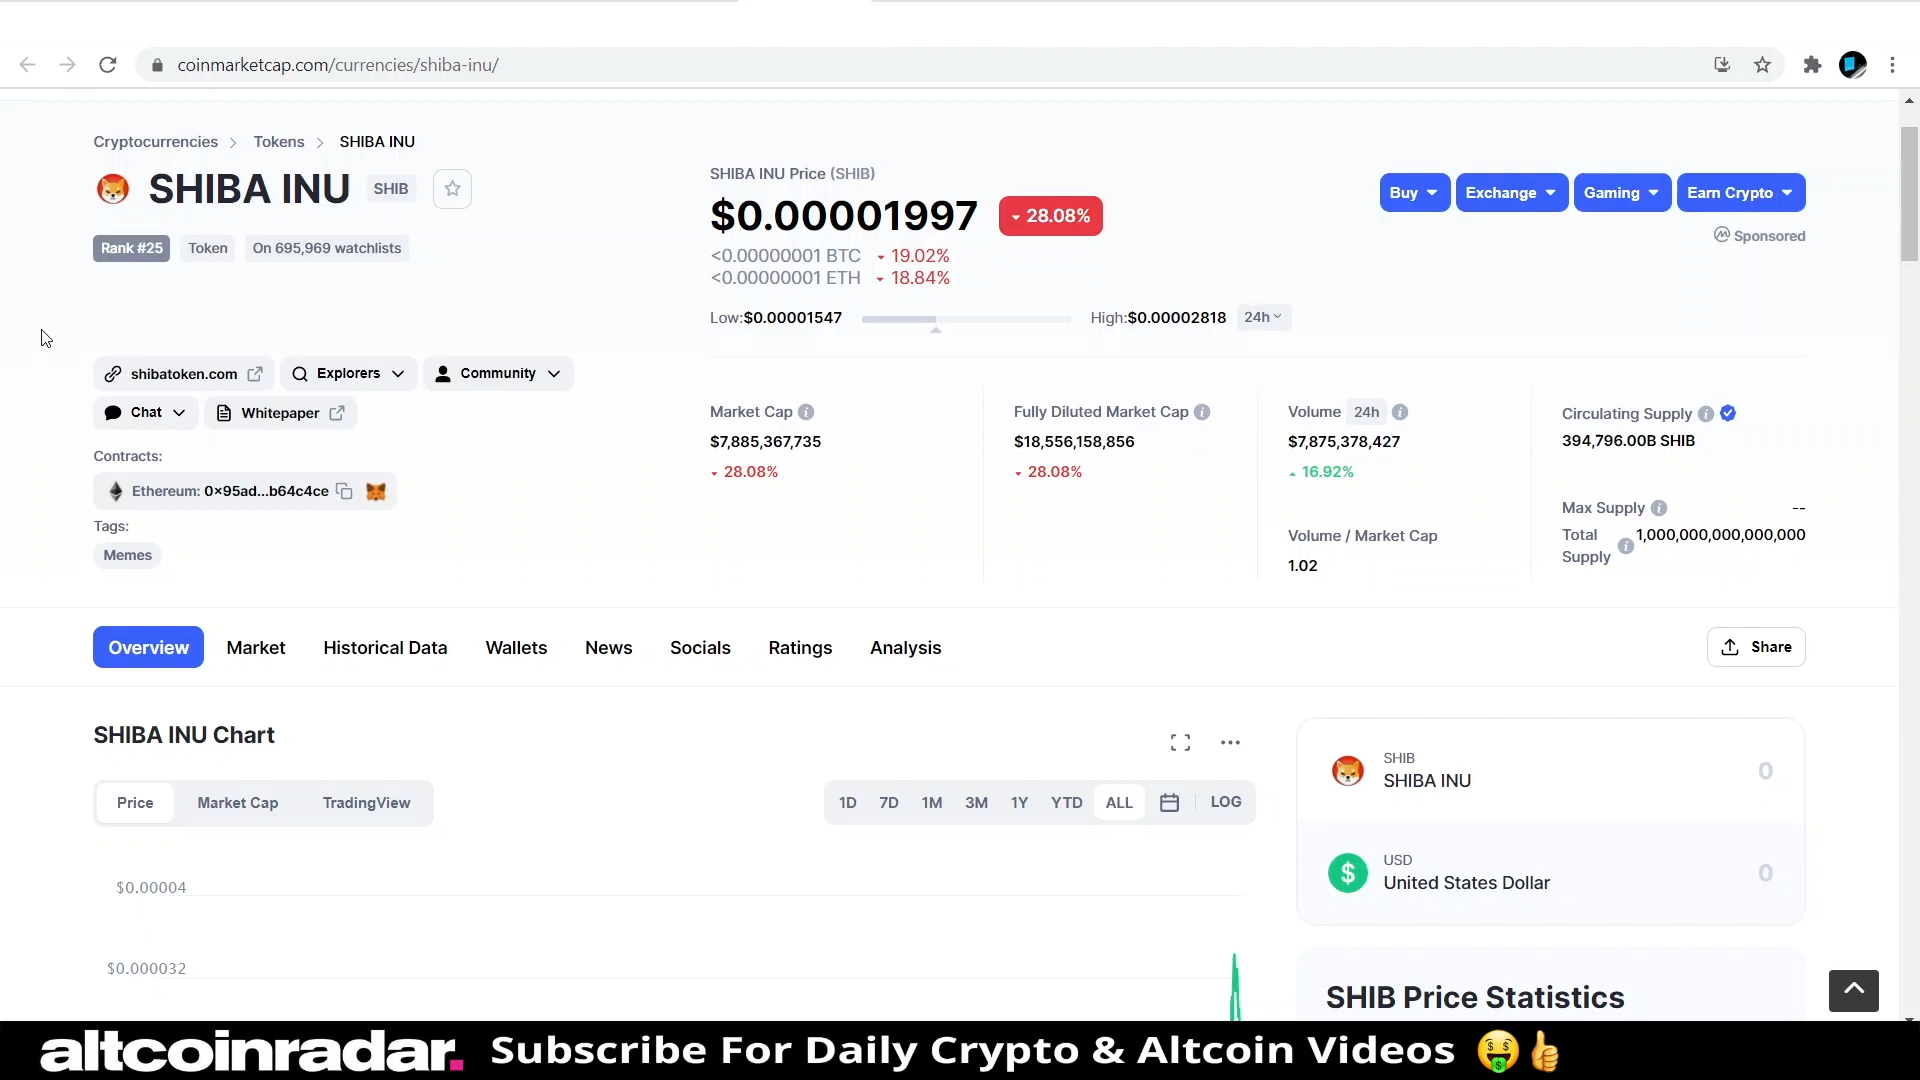 coinmarketcap.com/currencies/shiba-inu/
Cryptocurrencies > Tokens > SHIBA INU
SHIBA INU SHIB
Rank #25 Token On 695,969 watchlists
SHIBA INU Price (SHIB)
$0.00001997 28.08%
<0.00000001 BTC 19.02%
<0.00000001 ETH 18.84%
Low:$0.00001547 High:$0.00002818 24h
Buy Exchange Gaming Earn Crypto
Sponsored
shibatoken.com Explorers Community
Chat Whitepaper
Contracts:
Ethereum: 0x95ad...b64c4ce
Tags:
Memes
Market Cap
$7,885,367,735
28.08%
Fully Diluted Market Cap
$18,556,158,856
28.08%
Volume 24h
$7,875,378,427
16.92%
Volume / Market Cap
1.02
Circulating Supply
394,796.00B SHIB
Max Supply --
Total Supply 1,000,000,000,000,000
Overview Market Historical Data Wallets News Socials Ratings Analysis Share
SHIBA INU Chart
Price Market Cap TradingView
1D 7D 1M 3M 1Y YTD ALL LOG
$0.00004
$0.000032
SHIB
SHIBA INU 0
USD
United States Dollar 0
SHIB Price Statistics
altcoinradar. Subscribe For Daily Crypto & Altcoin Videos